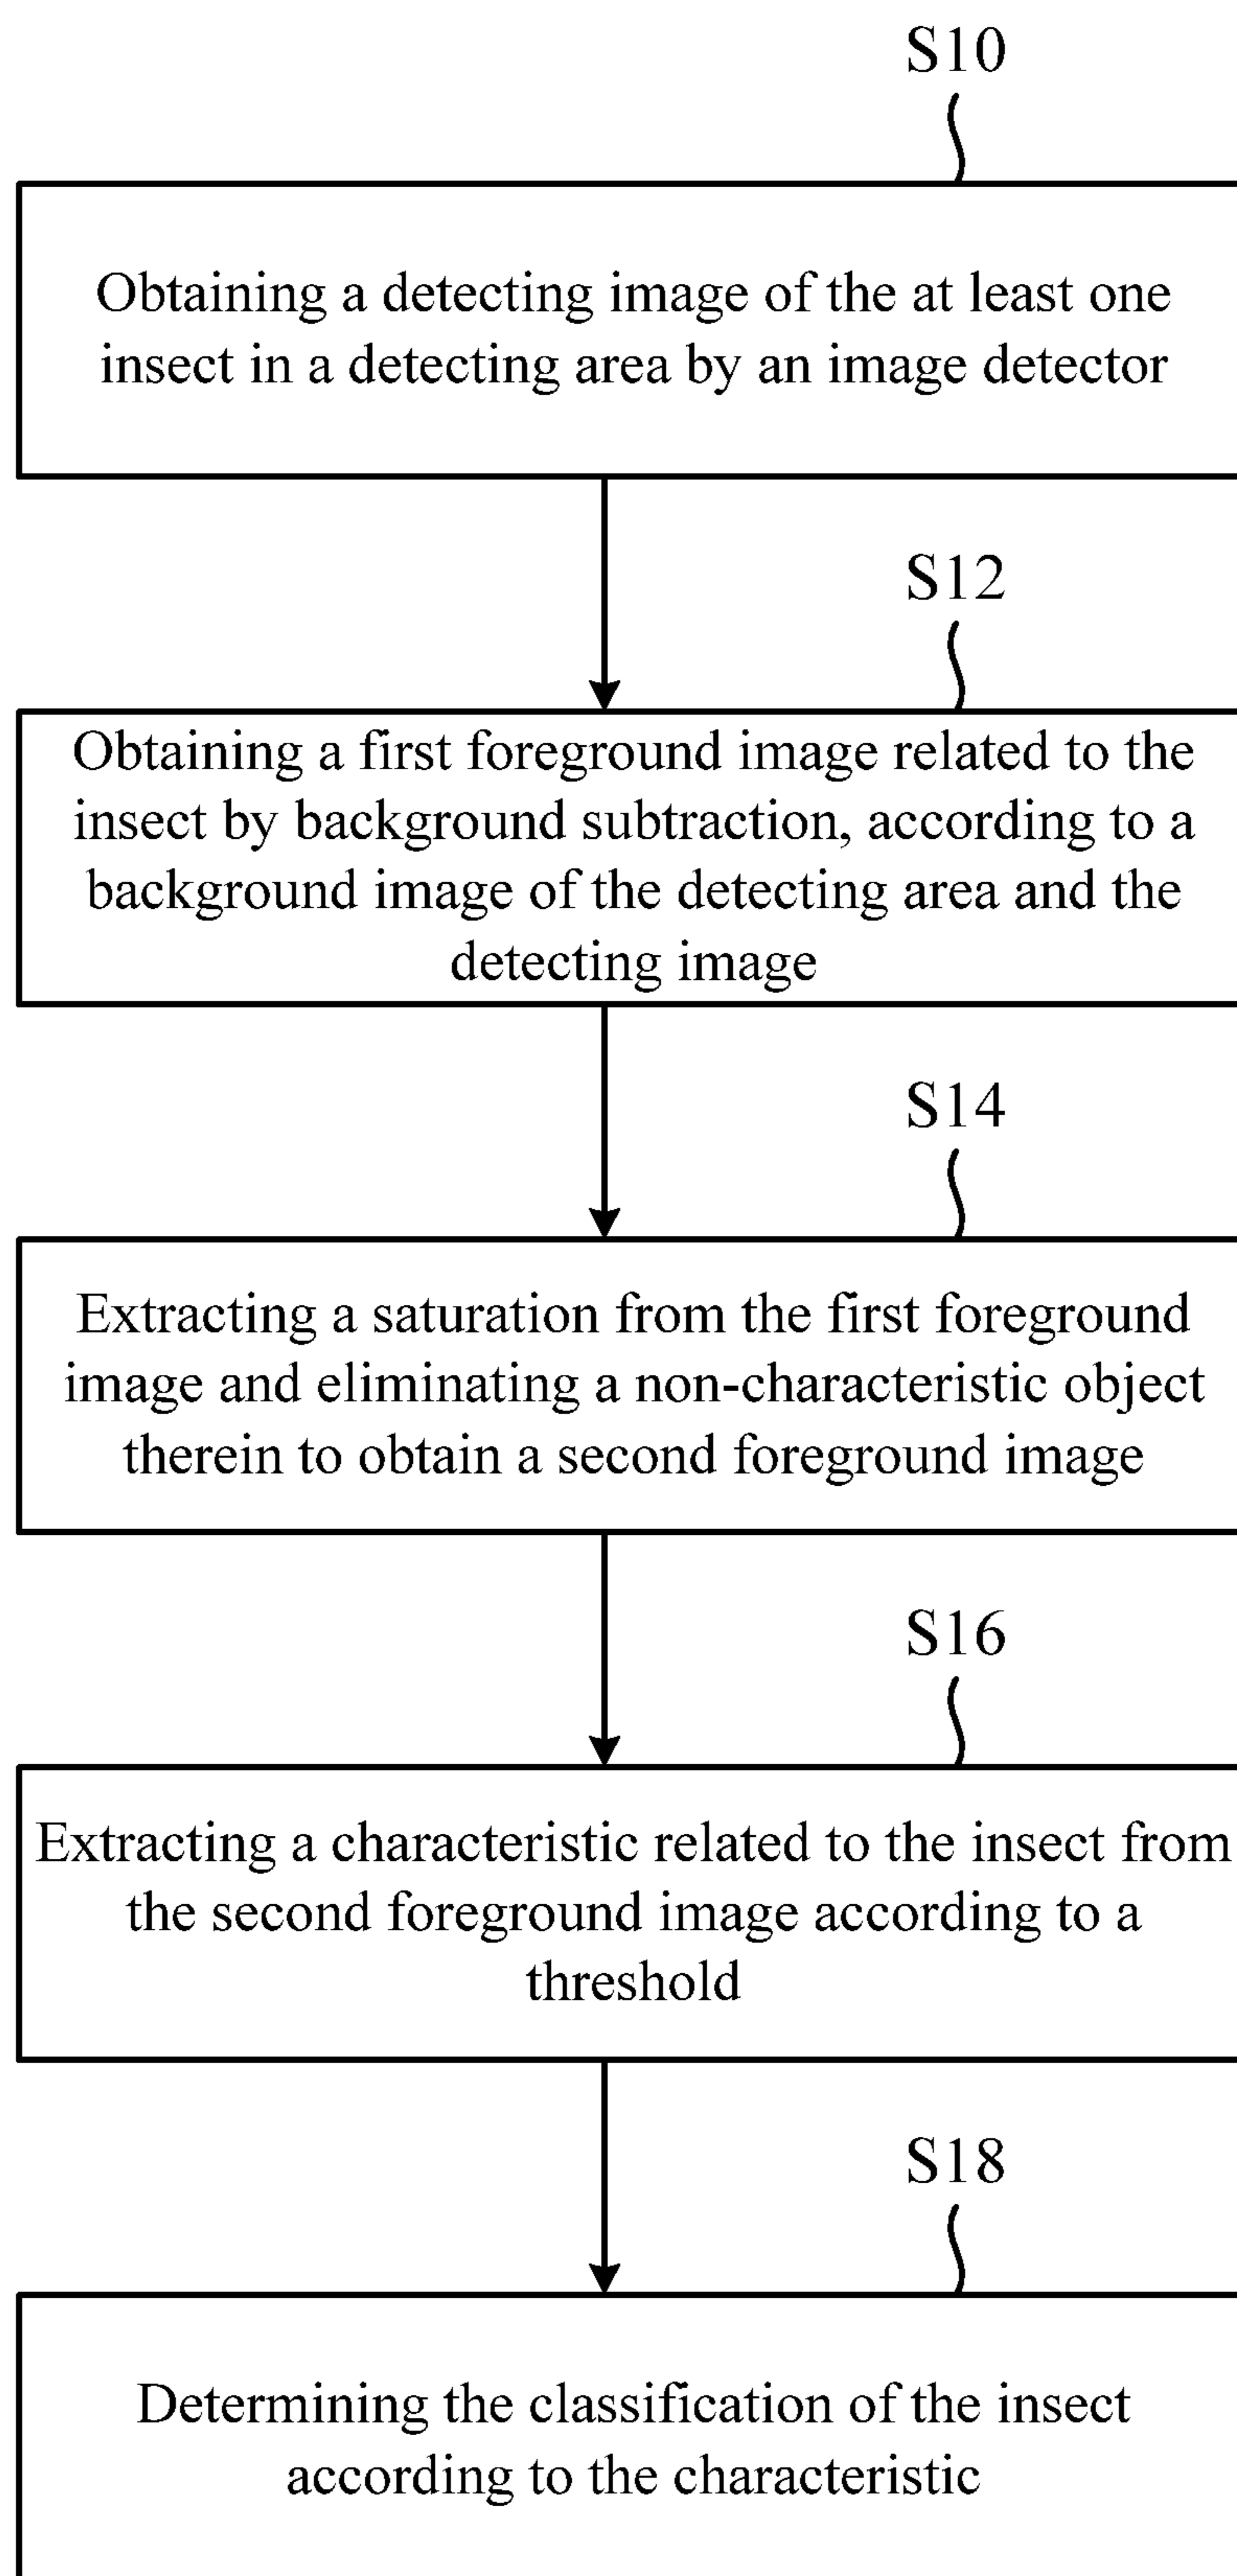 S10
Obtaining a detecting image of the at least one
insect in a detecting area by an image detector
S12
Obtaining a first foreground image related to the
insect by background subtraction, according to a
background image of the detecting area and the
detecting image
S14
Extracting a saturation from the first foreground
image and eliminating a non-characteristic object
therein to obtain a second foreground image
S16
Extracting a characteristic related to the insect from
the second foreground image according to a
threshold
S18
Determining the classification of the insect
according to the characteristic